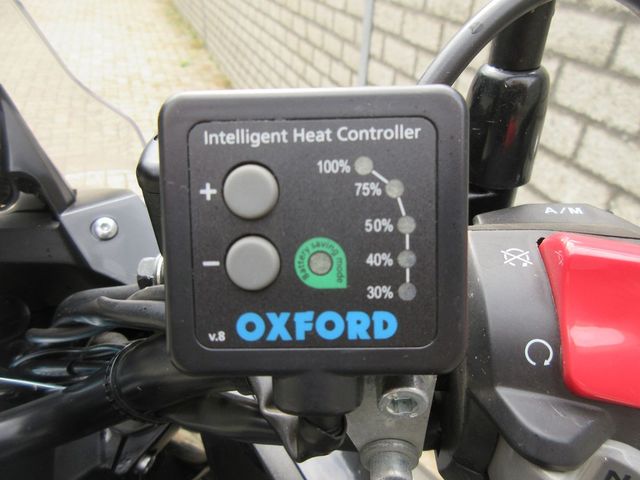 Intelligent Heat Controller
+
100%
75%
50%
-
Battery saving mode
40%
30%
v.8 OXFORD
A/M
N